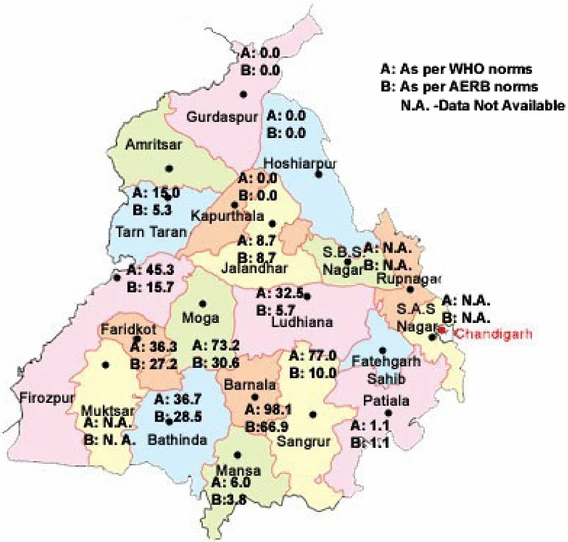 A: 0.0
B: 0.0
A: As per WHO norms
B: As per AERB norms
N.A. -Data Not Available
Gurdaspur
A: 0.0
B: 0.0
Amritsar
Hoshiarpur
A: 0.0
B: 0.0
A: 15.0
B: 5.3
Kapurthala
Tarn Taran
A: 8.7
B: 8.7
Jalandhar
S.B.S.
Nagar
A: N.A.
B: N.A.
Rupnagar
A: 45.3
B: 15.7
A: 32.5
B: 5.7
Ludhiana
A: N.A.
B: N.A.
S.A.S
Nagar
Chandigarh
Moga
Faridkot
A: 36.3
B: 27.2
A: 73.2
B: 30.6
A: 77.0
B: 10.0
Fatehgarh
Sahib
Firozpur
Muktsar
A: N.A.
B: N. A.
A: 36.7
B: 28.5
Bathinda
Barnala
A: 98.1
B:66.9
Sangrur
Patiala
A: 1.1
B: 1.1
Mansa
A: 6.0
B:3.8